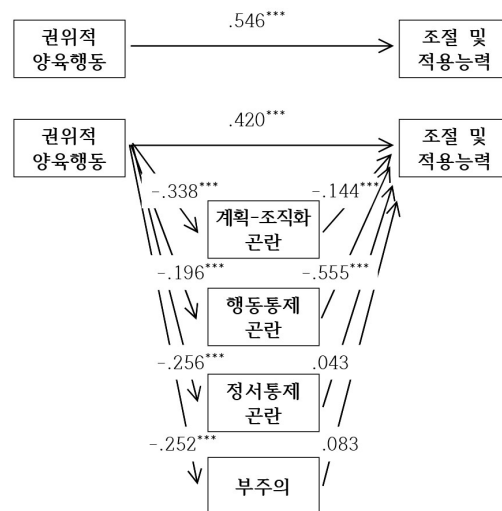 .546***
권위적
양육행동
조절 및
적용능력
.420***
권위적
양육행동
조절 및
적용능력
-.338***
-.144***
계획-조직화
곤란
-.196***
-.555***
행동통제
곤란
-.256***
.043
정서통제
곤란
-.252***
.083
부주의